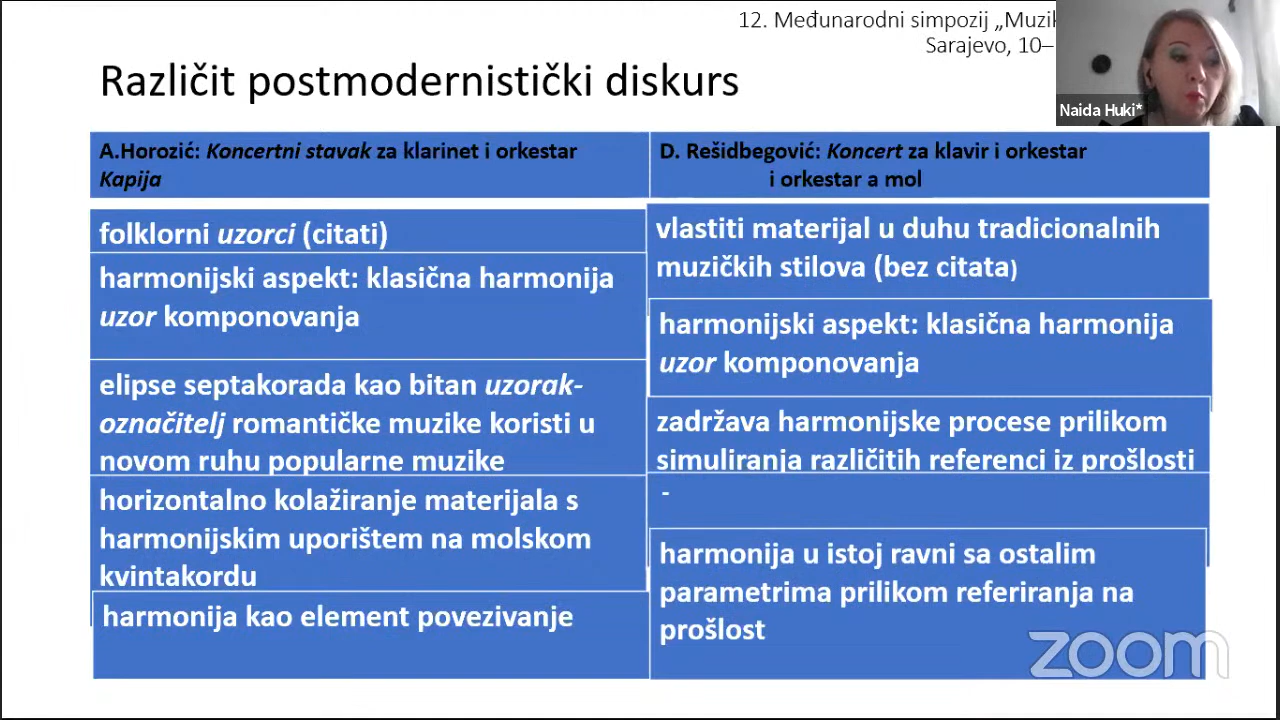 12. Međunarodni simpozij „Muzik
Sarajevo, 10–
Različit postmodernistički diskurs
Naida Huki*
A.Horozić: Koncertni stavak za klarinet i orkestar
Kapija
D. Rešidbegović: Koncert za klavir i orkestar
i orkestar a mol
folklorni uzorci (citati)
vlastiti materijal u duhu tradicionalnih
muzičkih stilova (bez citata)
harmonijski aspekt: klasična harmonija
uzor komponovanja
harmonijski aspekt: klasična harmonija
uzor komponovanja
elipse septakorada kao bitan uzorak-
označitelj romantičke muzike koristi u
novom ruhu popularne muzike
zadržava harmonijske procese prilikom
simuliranja različitih referenci iz prošlosti
horizontalno kolažiranje materijala s
harmonijskim uporištem na molskom
kvintakordu
-
harmonija kao element povezivanje
harmonija u istoj ravni sa ostalim
parametrima prilikom referiranja na
prošlost
zoom